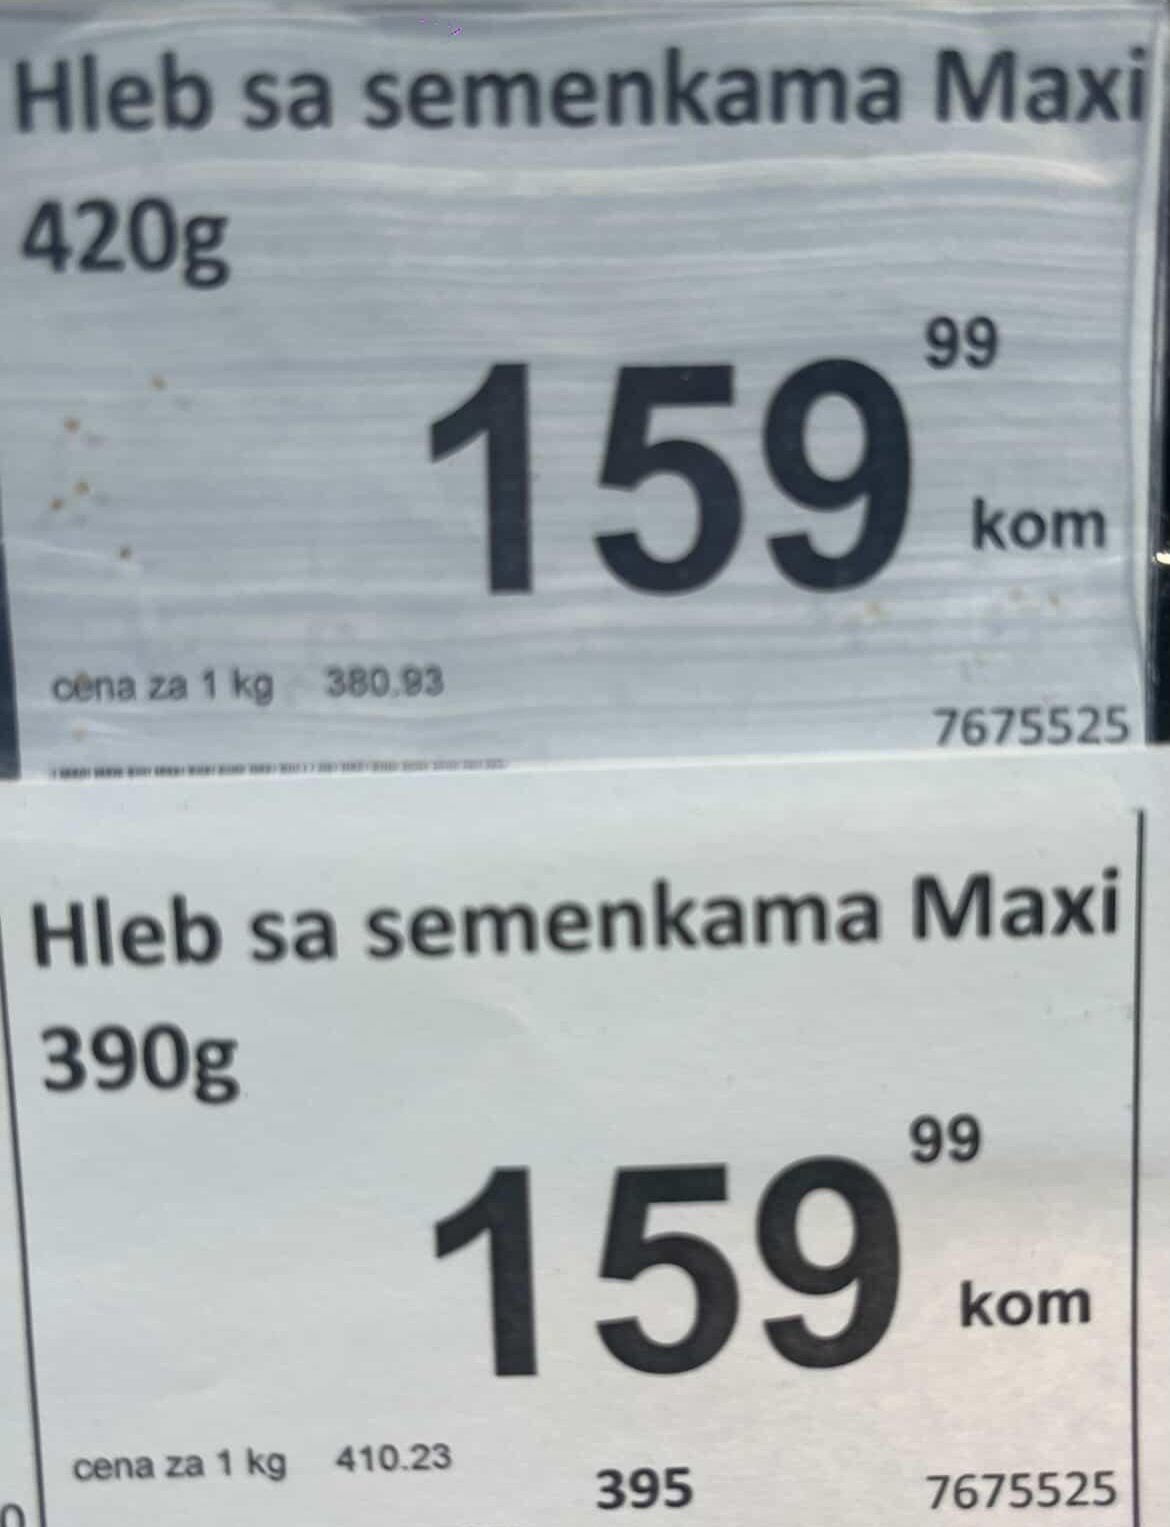 Hleb sa semenkama Maxi
420g
159 99
kom
cena za 1 kg 380.93
7675525
Hleb sa semenkama Maxi
390g
159 99
kom
cena za 1 kg 410.23
395
7675525